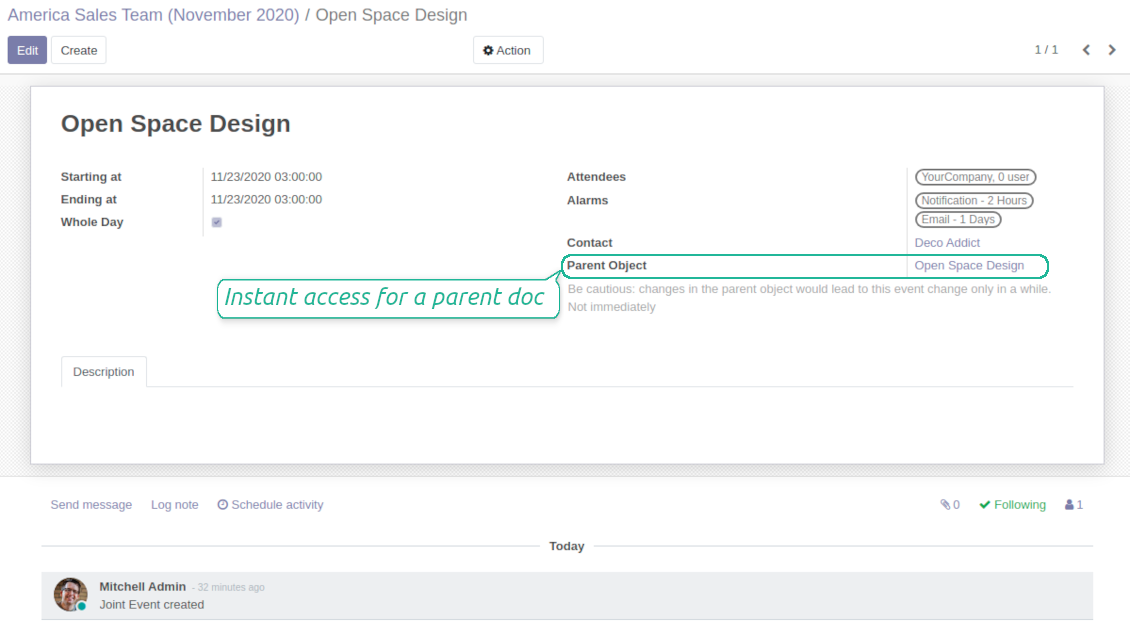 America Sales Team (November 2020) / Open Space Design
Edit Create Action 1 / 1
Open Space Design
Starting at 11/23/2020 03:00:00
Ending at 11/23/2020 03:00:00
Whole Day
Attendees YourCompany, 0 user
Alarms Notification - 2 Hours
Email - 1 Days
Contact Deco Addict
Parent Object Open Space Design
Instant access for a parent doc
Be cautious: changes in the parent object would lead to this event change only in a while.
Not immediately
Description
Send message Log note Schedule activity 0 Following 1
Today
Mitchell Admin - 32 minutes ago
Joint Event created